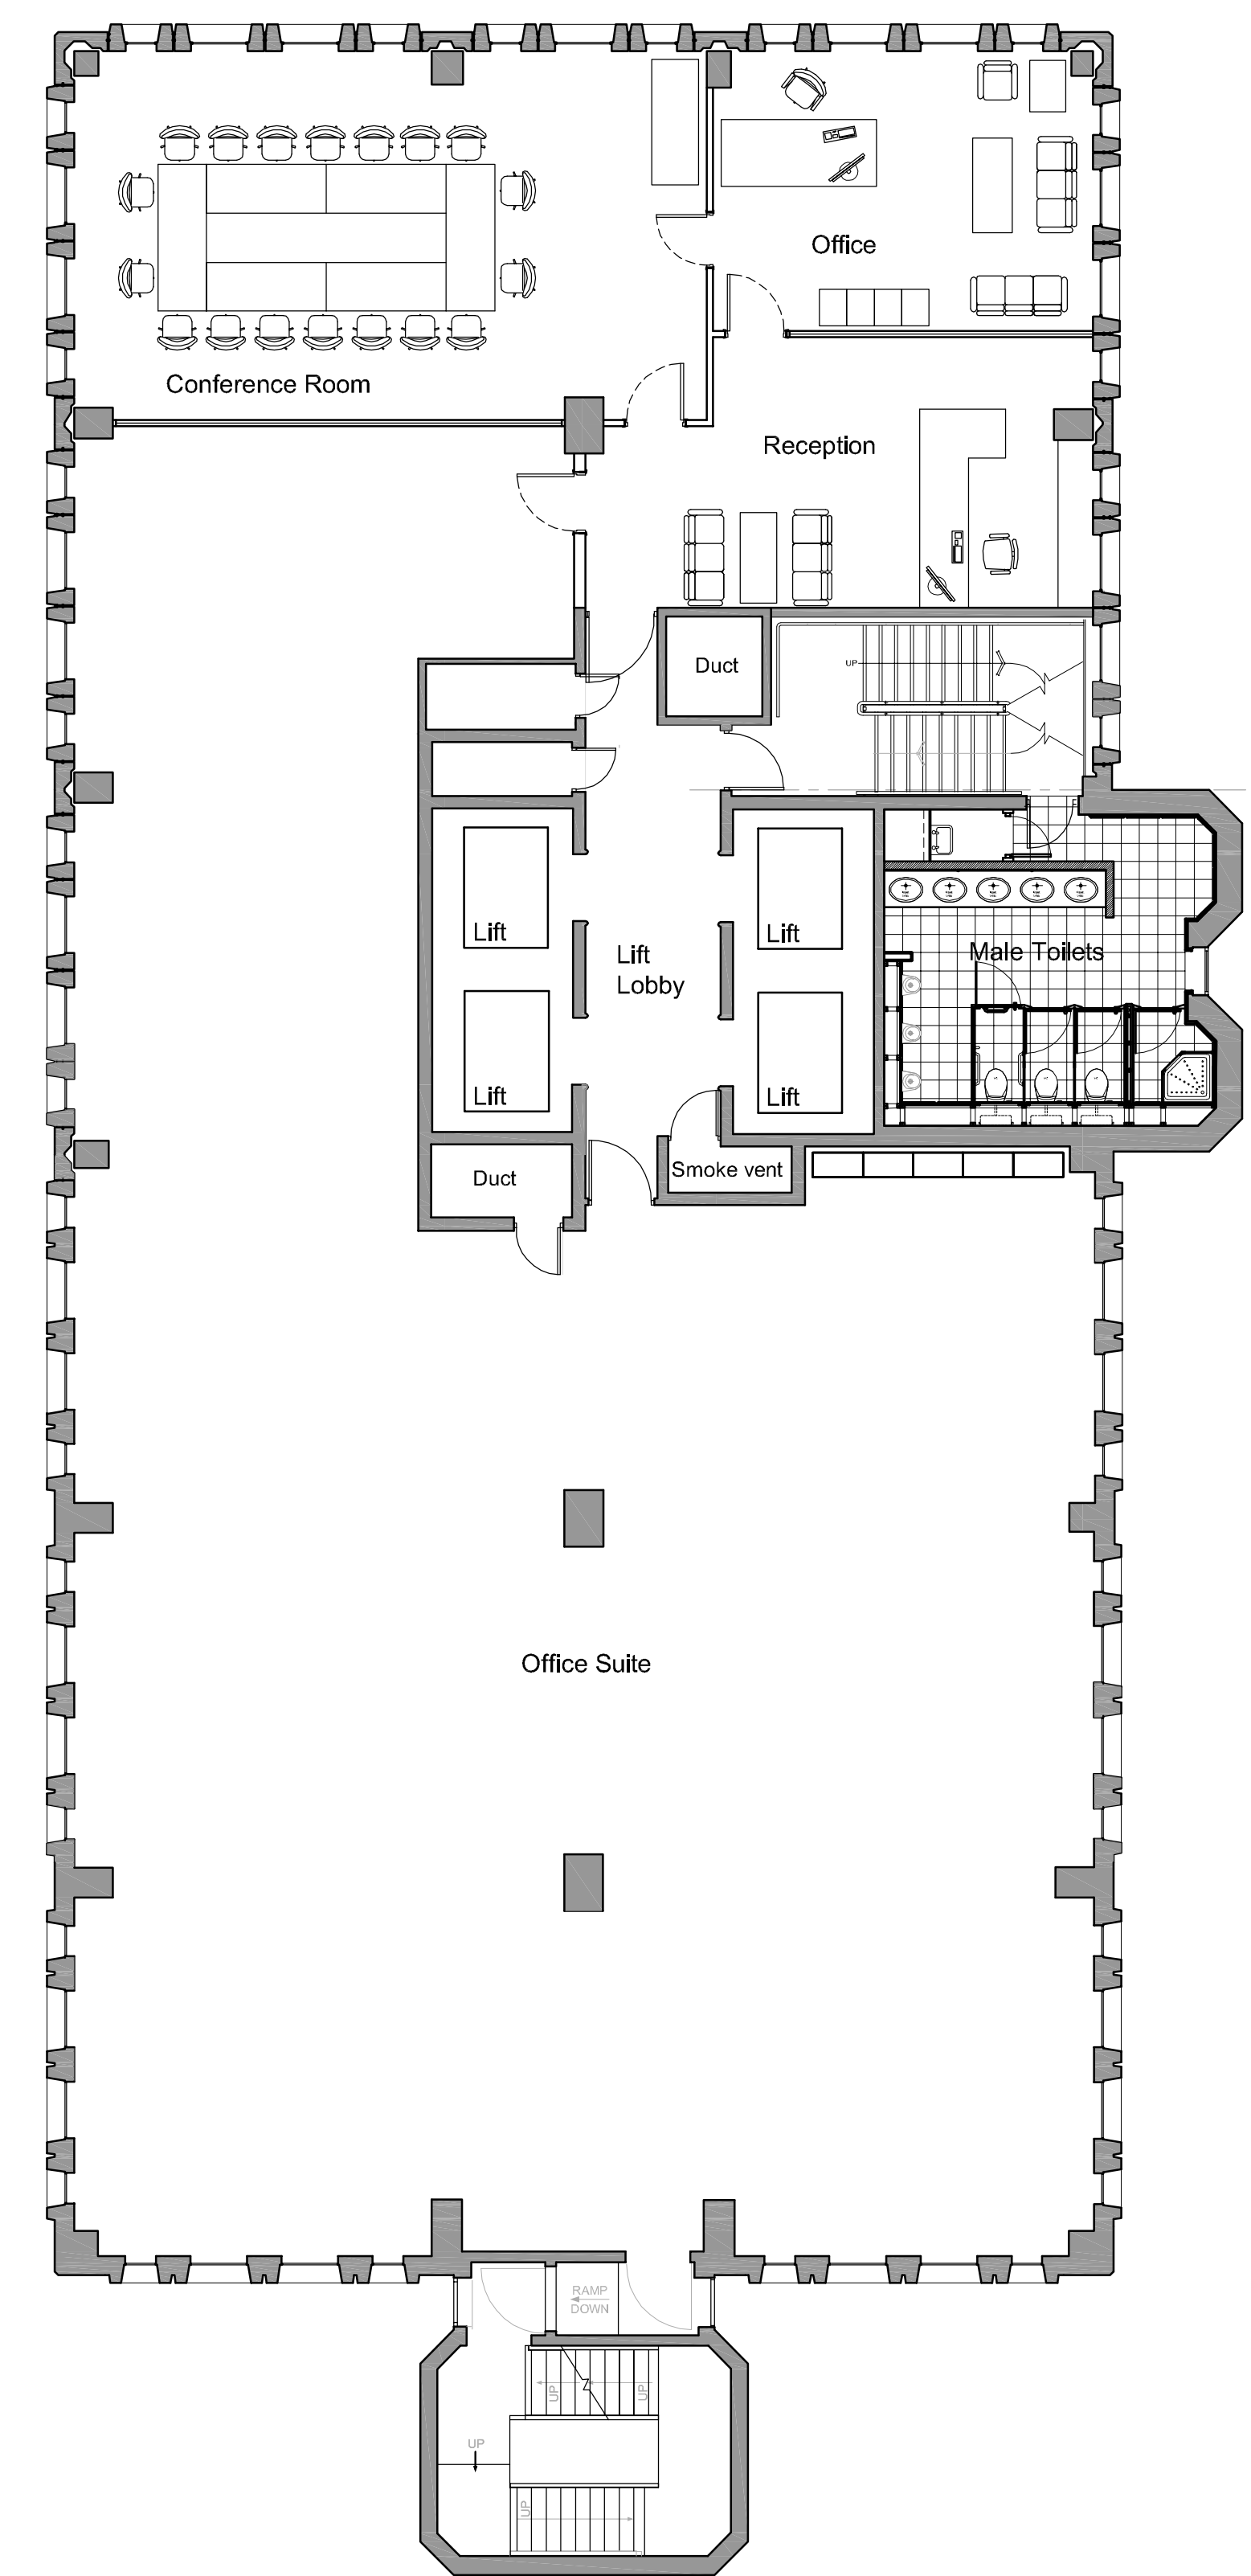 Office
Conference Room
Reception
Duct
UP
Lift
Lift
Lift
Lobby
Male Toilets
Lift
Lift
Duct
Smoke vent
Office Suite
RAMP
DOWN
UP
UP
UP
UP